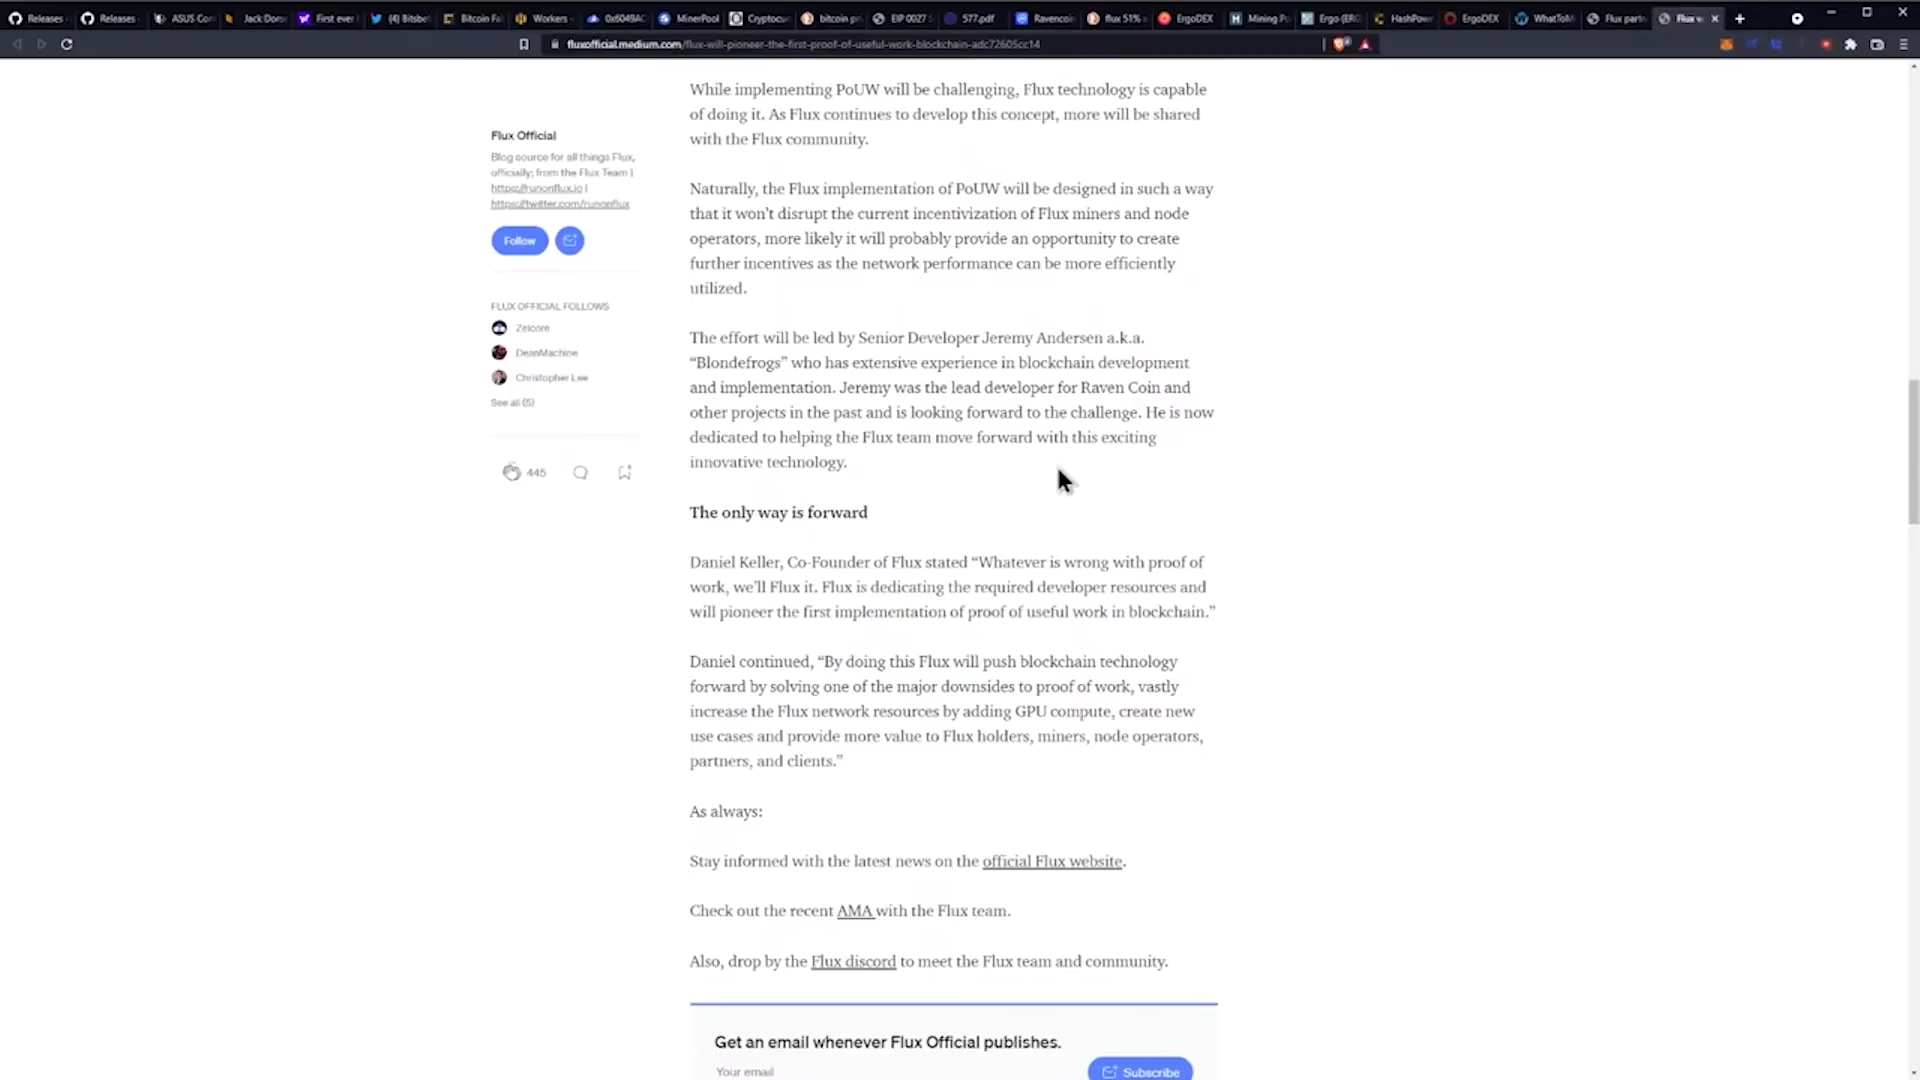 Releases
Releases
ASUS Co
Jack Dors
First ever
(4) Bitsbe
Bitcoin Fa
Workers -
0x6049AC
MinerPool
Cryptocu
bitcoin pr
EIP 0027
577.pdf
Ravencoi
flux 51% a
ErgoDEX
Mining Po
Ergo (ERG
HashPow
ErgoDEX
WhatToM
Flux partn
Flux w
fluxofficial.medium.com/flux-will-pioneer-the-first-proof-of-useful-work-blockchain-adc72605cc14
While implementing PoUW will be challenging, Flux technology is capable
of doing it. As Flux continues to develop this concept, more will be shared
with the Flux community.
Flux Official
Blog source for all things Flux,
officially; from the Flux Team |
https://runonflux.io |
https://twitter.com/runonflux
Follow
FLUX OFFICIAL FOLLOWS
Zelcore
DeanMachine
Christopher Lee
See all (5)
445
Naturally, the Flux implementation of PoUW will be designed in such a way
that it won't disrupt the current incentivization of Flux miners and node
operators, more likely it will probably provide an opportunity to create
further incentives as the network performance can be more efficiently
utilized.
The effort will be led by Senior Developer Jeremy Andersen a.k.a.
“Blondefrogs” who has extensive experience in blockchain development
and implementation. Jeremy was the lead developer for Raven Coin and
other projects in the past and is looking forward to the challenge. He is now
dedicated to helping the Flux team move forward with this exciting
innovative technology.
The only way is forward
Daniel Keller, Co-Founder of Flux stated “Whatever is wrong with proof of
work, we'll Flux it. Flux is dedicating the required developer resources and
will pioneer the first implementation of proof of useful work in blockchain.”
Daniel continued, “By doing this Flux will push blockchain technology
forward by solving one of the major downsides to proof of work, vastly
increase the Flux network resources by adding GPU compute, create new
use cases and provide more value to Flux holders, miners, node operators,
partners, and clients.”
As always:
Stay informed with the latest news on the official Flux website.
Check out the recent AMA with the Flux team.
Also, drop by the Flux discord to meet the Flux team and community.
Get an email whenever Flux Official publishes.
Your email
Subscribe